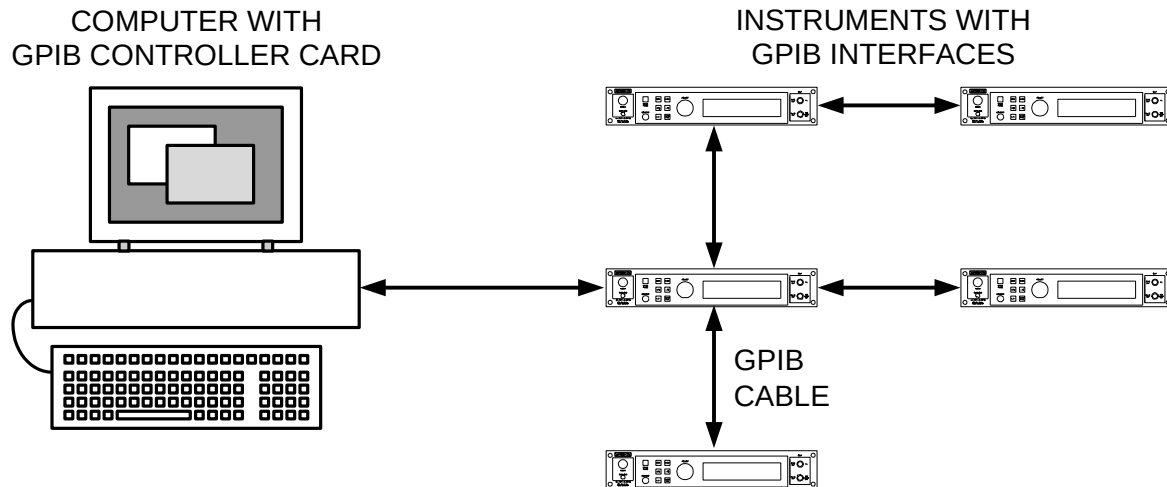 COMPUTER WITH
GPIB CONTROLLER CARD
INSTRUMENTS WITH
GPIB INTERFACES
GPIB
CABLE